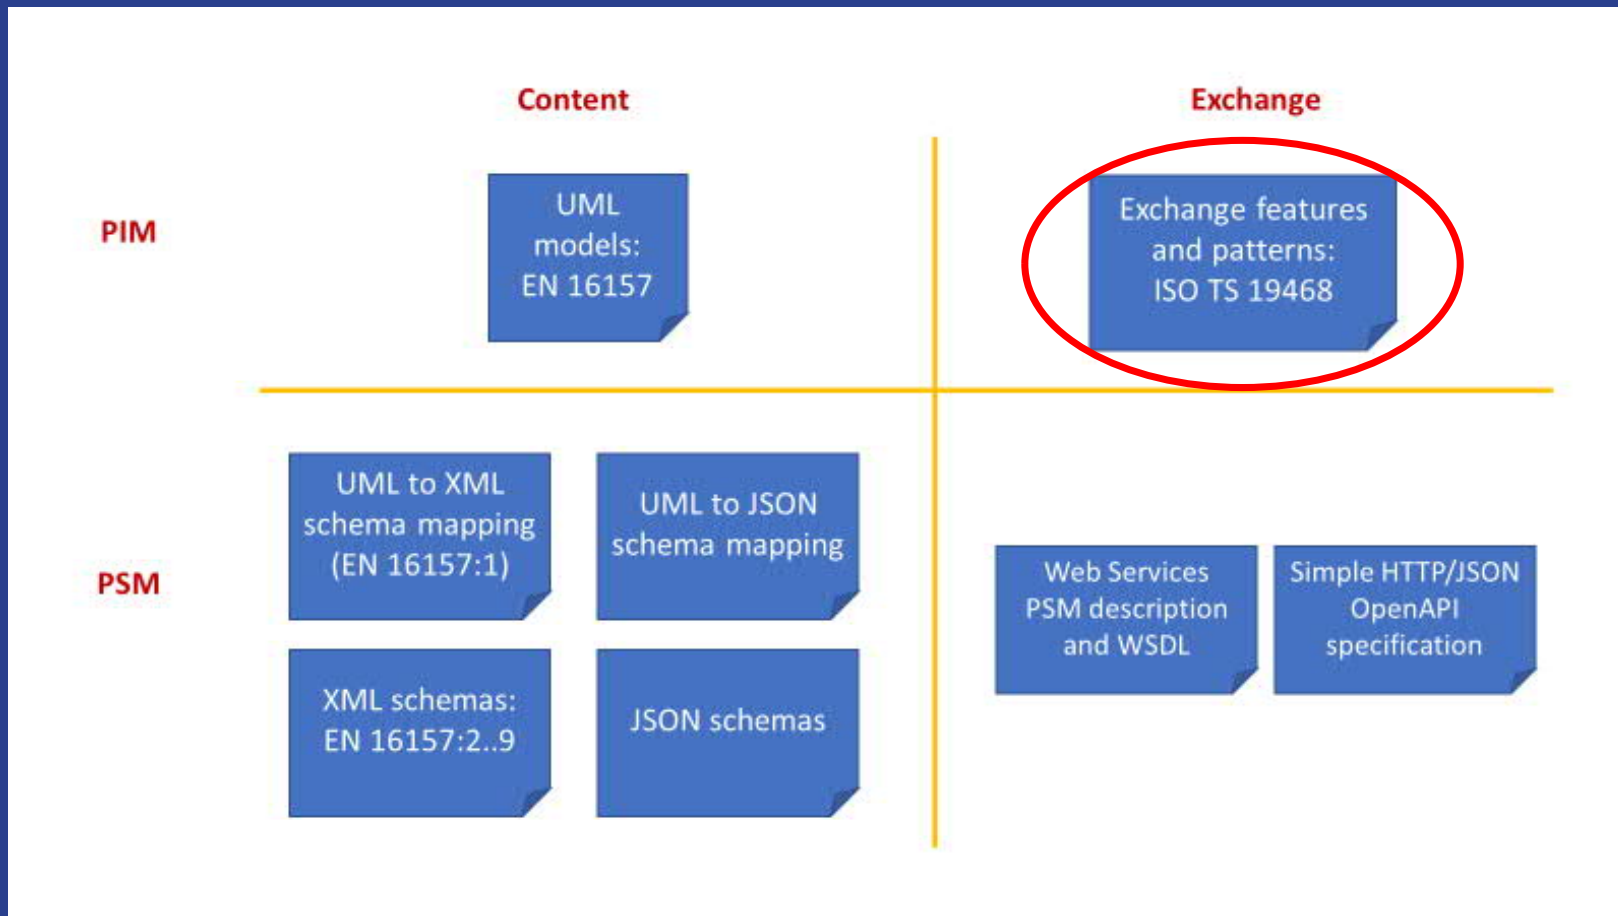 Content
Exchange
PIM
UML
models:
EN 16157
Exchange features
and patterns:
ISO TS 19468
PSM
UML to XML
schema mapping
(EN 16157:1)
UML to JSON
schema mapping
XML schemas:
EN 16157:2..9
JSON schemas
Web Services
PSM description
and WSDL
Simple HTTP/JSON
OpenAPI
specification